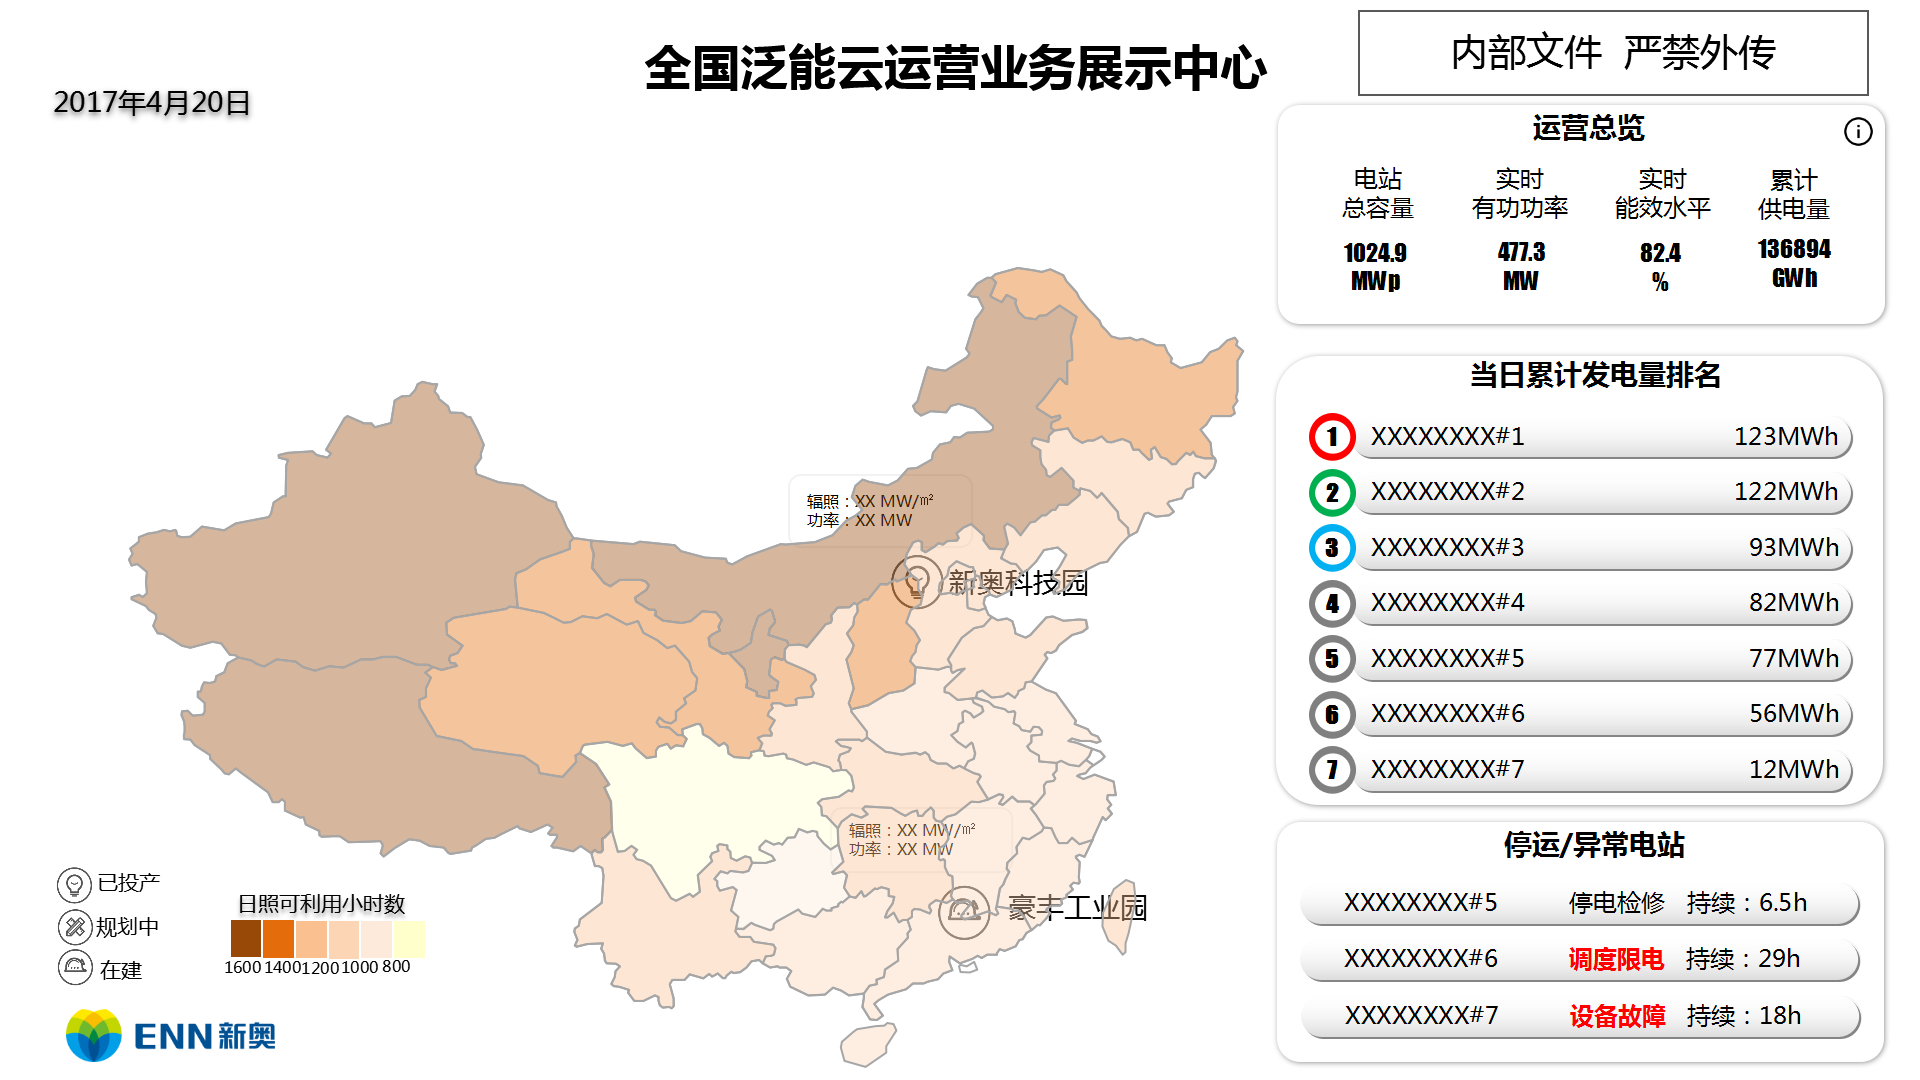 全国泛能云运营业务展示中心
内部文件 严禁外传
2017年4月20日
运营总览
电站总容量
实时有功功率
实时能效水平
累计供电量
1024.9 MWp
477.3 MW
82.4 %
136894 GWh
当日累计发电量排名
1 XXXXXXXX#1 123MWh
2 XXXXXXXX#2 122MWh
3 XXXXXXXX#3 93MWh
4 XXXXXXXX#4 82MWh
5 XXXXXXXX#5 77MWh
6 XXXXXXXX#6 56MWh
7 XXXXXXXX#7 12MWh
停运/异常电站
XXXXXXXX#5 停电检修 持续：6.5h
XXXXXXXX#6 调度限电 持续：29h
XXXXXXXX#7 设备故障 持续：18h
辐照：XX MW/㎡
功率：XX MW
新奥科技园
辐照：XX MW/㎡
功率：XX MW
豪丰工业园
已投产
规划中
在建
日照可利用小时数
1600 1400 1200 1000 800
ENN新奥